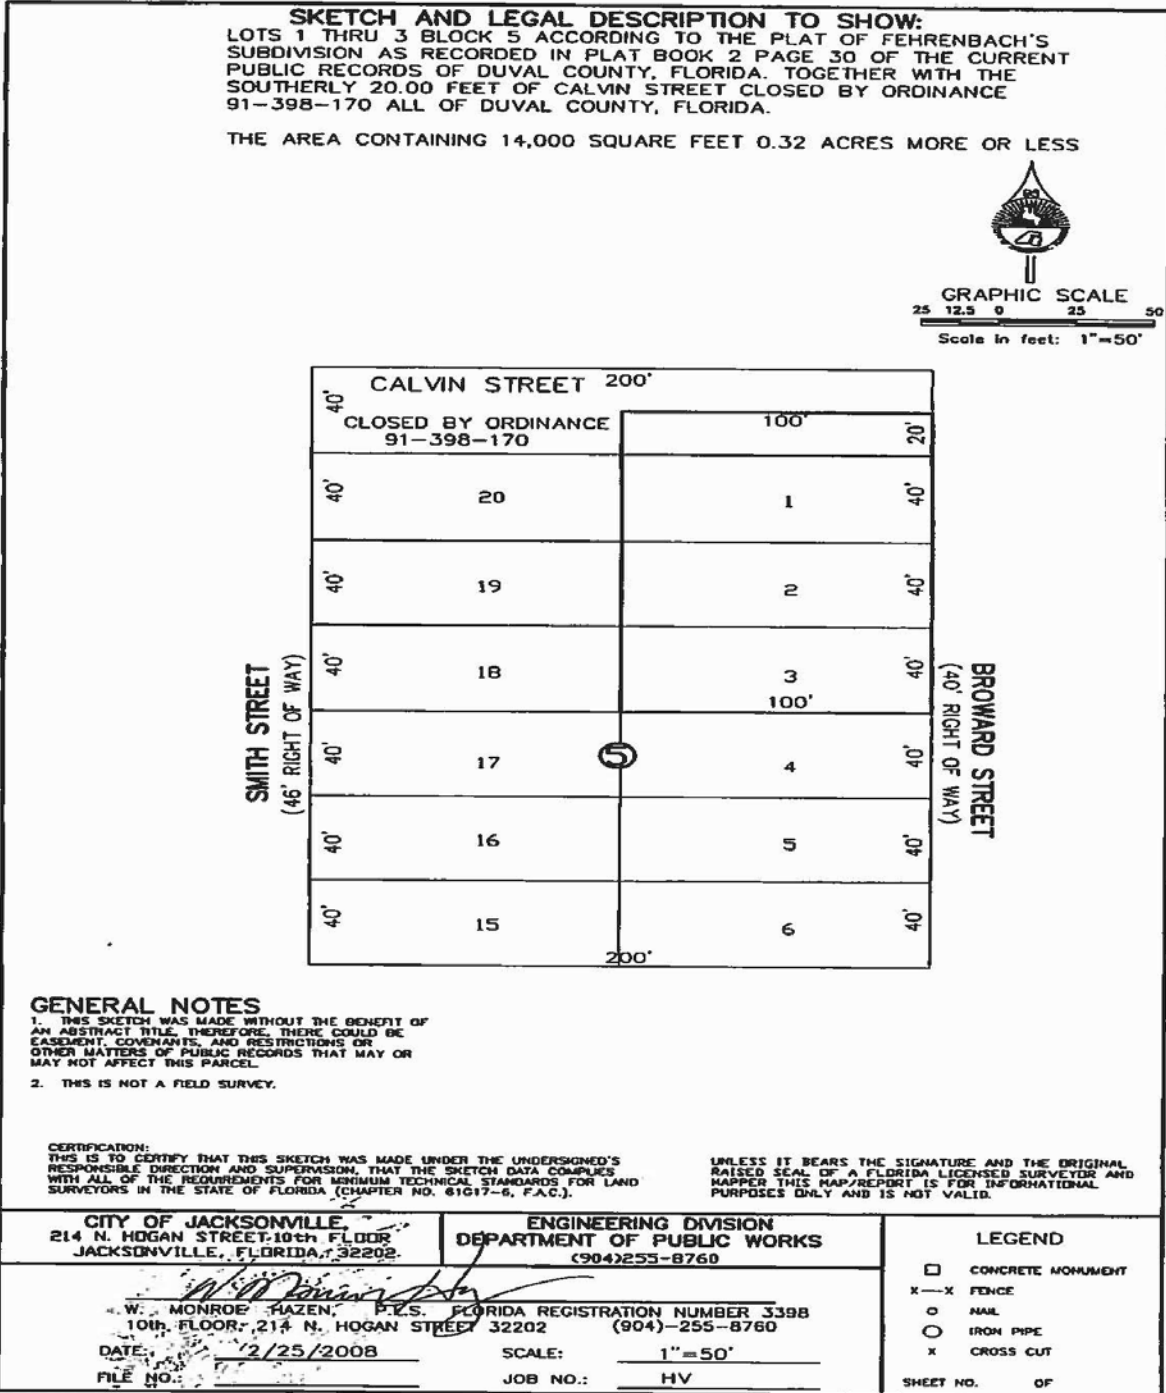 SKETCH AND LEGAL DESCRIPTION TO SHOW:
LOTS 1 THRU 3 BLOCK 5 ACCORDING TO THE PLAT OF FEHRENBACH'S
SUBDIVISION AS RECORDED IN PLAT BOOK 2 PAGE 30 OF THE CURRENT
PUBLIC RECORDS OF DUVAL COUNTY, FLORIDA. TOGETHER WITH THE
SOUTHERLY 20.00 FEET OF CALVIN STREET CLOSED BY ORDINANCE
91-398-170 ALL OF DUVAL COUNTY, FLORIDA.
THE AREA CONTAINING 14,000 SQUARE FEET 0.32 ACRES MORE OR LESS
GRAPHIC SCALE
25 12.5 0 25 50
Scale in feet: 1"=50'
CALVIN STREET 200'
40'
CLOSED BY ORDINANCE
91-398-170
100'
20'
40' 20 1 40'
40' 19 2 40'
40' 18 3 40'
100'
SMITH STREET
(46' RIGHT OF WAY)
BROWARD STREET
(40' RIGHT OF WAY)
40' 17 5 4 40'
40' 16 5 40'
40' 15 6 40'
200'
GENERAL NOTES
1. THIS SKETCH WAS MADE WITHOUT THE BENEFIT OF
AN ABSTRACT TITLE, THEREFORE, THERE COULD BE
EASEMENT, COVENANTS, AND RESTRICTIONS OR
OTHER MATTERS OF PUBLIC RECORDS THAT MAY OR
MAY NOT AFFECT THIS PARCEL
2. THIS IS NOT A FIELD SURVEY.
CERTIFICATION:
THIS IS TO CERTIFY THAT THIS SKETCH WAS MADE UNDER THE UNDERSIGNED'S
RESPONSIBLE DIRECTION AND SUPERVISION, THAT THE SKETCH DATA COMPLIES
WITH ALL OF THE REQUIREMENTS FOR MINIMUM TECHNICAL STANDARDS FOR LAND
SURVEYORS IN THE STATE OF FLORIDA (CHAPTER NO. 61G17-6, F.A.C.).
UNLESS IT BEARS THE SIGNATURE AND THE ORIGINAL
RAISED SEAL OF A FLORIDA LICENSED SURVEYOR AND
MAPPER THIS MAP/REPORT IS FOR INFORMATIONAL
PURPOSES ONLY AND IS NOT VALID.
CITY OF JACKSONVILLE,
214 N. HOGAN STREET 10th FLOOR
JACKSONVILLE, FLORIDA, 32202
ENGINEERING DIVISION
DEPARTMENT OF PUBLIC WORKS
(904)255-8760
W. MONROE HAZEN, P.L.S. FLORIDA REGISTRATION NUMBER 3398
10th FLOOR, 214 N. HOGAN STREET 32202 (904)-255-8760
DATE: 2/25/2008 SCALE: 1"=50'
FILE NO.: JOB NO.: HV
LEGEND
CONCRETE MONUMENT
X—X FENCE
NAIL
IRON PIPE
X CROSS CUT
SHEET NO. OF